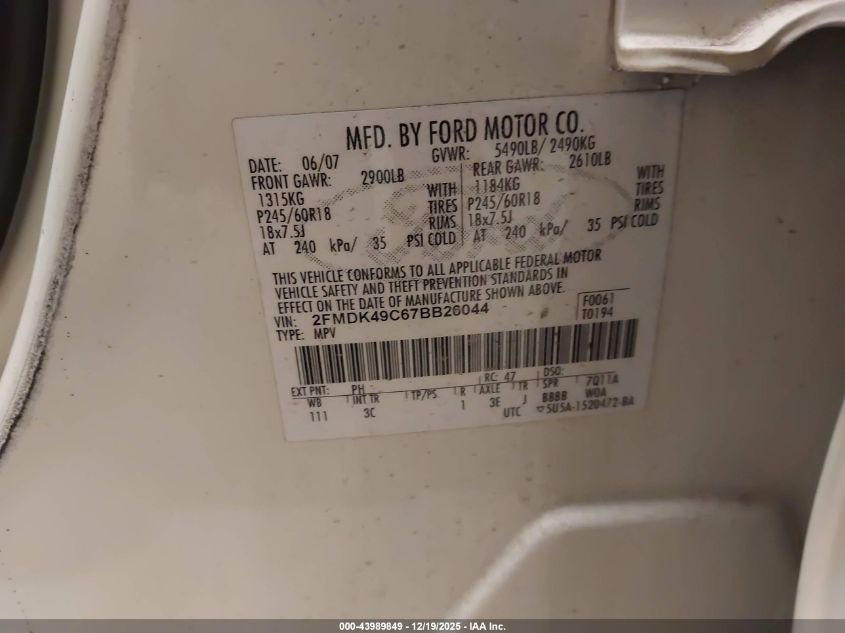 MFD. BY FORD MOTOR CO.
DATE: 06/07 GVWR: 5490LB/ 2490KG
FRONT GAWR: 2900LB REAR GAWR: 2610LB
1315KG WITH 1184KG WITH
P245/60R18 TIRES P245/60R18 TIRES
18x7.5J RIMS 18x7.5J RIMS
AT 240 kPa/ 35 PSI COLD AT 240 kPa/ 35 PSI COLD
THIS VEHICLE CONFORMS TO ALL APPLICABLE FEDERAL MOTOR
VEHICLE SAFETY AND THEFT PREVENTION STANDARDS IN
EFFECT ON THE DATE OF MANUFACTURE SHOWN ABOVE.
VIN: 2FMDK49C67BB26044 F0061
TYPE: MPV T0194
EXT PNT: PH RC: 47 DSO:
WB INT TR TP/PS R AXLE TR SPR 7Q11A
111 3C 1 3E J BBBB WOA
UTC ▽5U5A-1520472-BA
000-43989849 - 12/19/2025 - IAA Inc.